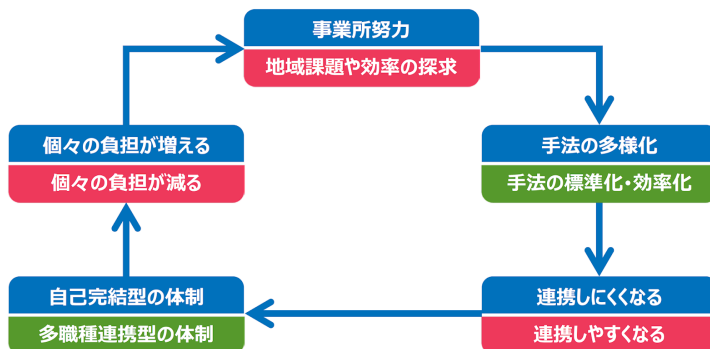 事業所努力
地域課題や効率の探求
個々の負担が増える
個々の負担が減る
手法の多様化
手法の標準化・効率化
自己完結型の体制
多職種連携型の体制
連携しにくくなる
連携しやすくなる